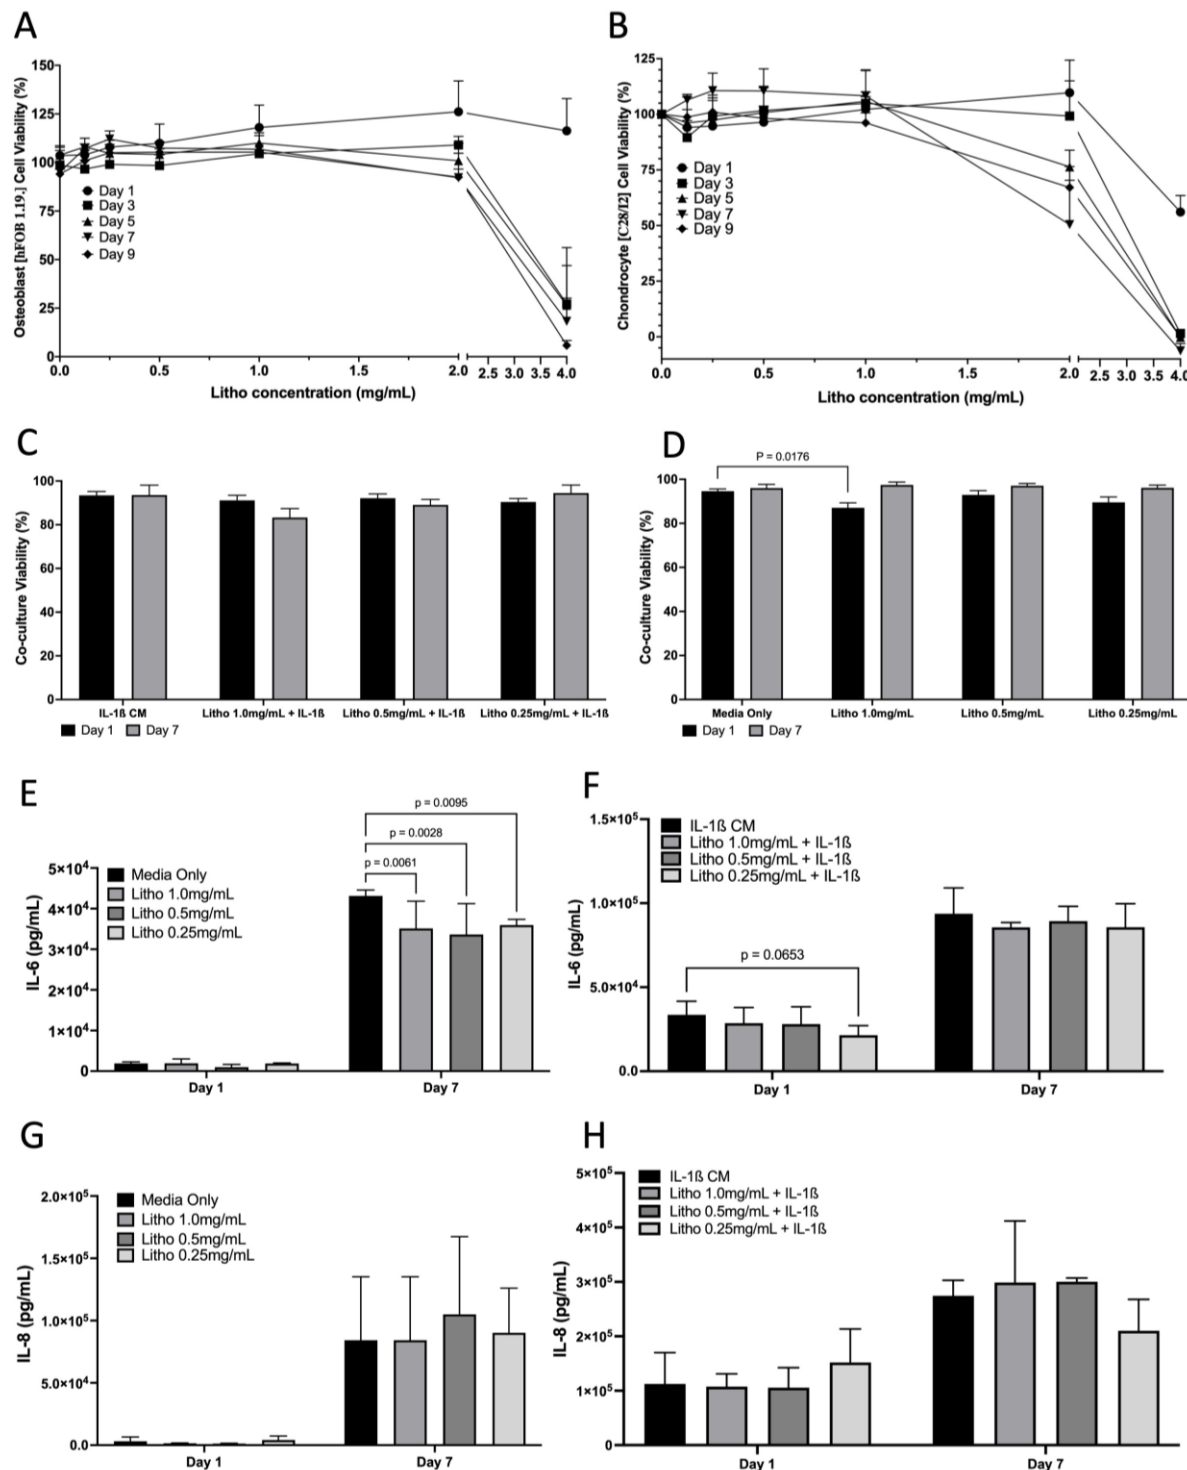 A
Osteoblast [hFOB 1.19.] Cell Viability (%)
150
125
100
75
50
25
0
Day 1
Day 3
Day 5
Day 7
Day 9
0.0 0.5 1.0 1.5 2.0 2.5 3.0 3.5 4.0
Litho concentration (mg/mL)
B
Chondrocyte [C28/I2] Cell Viability (%)
125
100
75
50
25
0
Day 1
Day 3
Day 5
Day 7
Day 9
0.0 0.5 1.0 1.5 2.0 2.5 3.0 3.5 4.0
Litho concentration (mg/mL)
C
Co-culture Viability (%)
100
80
60
40
20
0
IL-1ß CM Litho 1.0mg/mL + IL-1ß Litho 0.5mg/mL + IL-1ß Litho 0.25mg/mL + IL-1ß
Day 1 Day 7
D
P = 0.0176
Co-culture Viability (%)
100
80
60
40
20
0
Media Only Litho 1.0mg/mL Litho 0.5mg/mL Litho 0.25mg/mL
Day 1 Day 7
E
p = 0.0095
p = 0.0028
p = 0.0061
Media Only
Litho 1.0mg/mL
Litho 0.5mg/mL
Litho 0.25mg/mL
IL-6 (pg/mL)
5×10⁴
4×10⁴
3×10⁴
2×10⁴
1×10⁴
0
Day 1 Day 7
F
IL-1ß CM
Litho 1.0mg/mL + IL-1ß
Litho 0.5mg/mL + IL-1ß
Litho 0.25mg/mL + IL-1ß
p = 0.0653
IL-6 (pg/mL)
1.5×10⁵
1.0×10⁵
5.0×10⁴
0.0
Day 1 Day 7
G
Media Only
Litho 1.0mg/mL
Litho 0.5mg/mL
Litho 0.25mg/mL
IL-8 (pg/mL)
2.0×10⁵
1.5×10⁵
1.0×10⁵
5.0×10⁴
0.0
Day 1 Day 7
H
IL-1ß CM
Litho 1.0mg/mL + IL-1ß
Litho 0.5mg/mL + IL-1ß
Litho 0.25mg/mL + IL-1ß
IL-8 (pg/mL)
5×10⁵
4×10⁵
3×10⁵
2×10⁵
1×10⁵
0
Day 1 Day 7